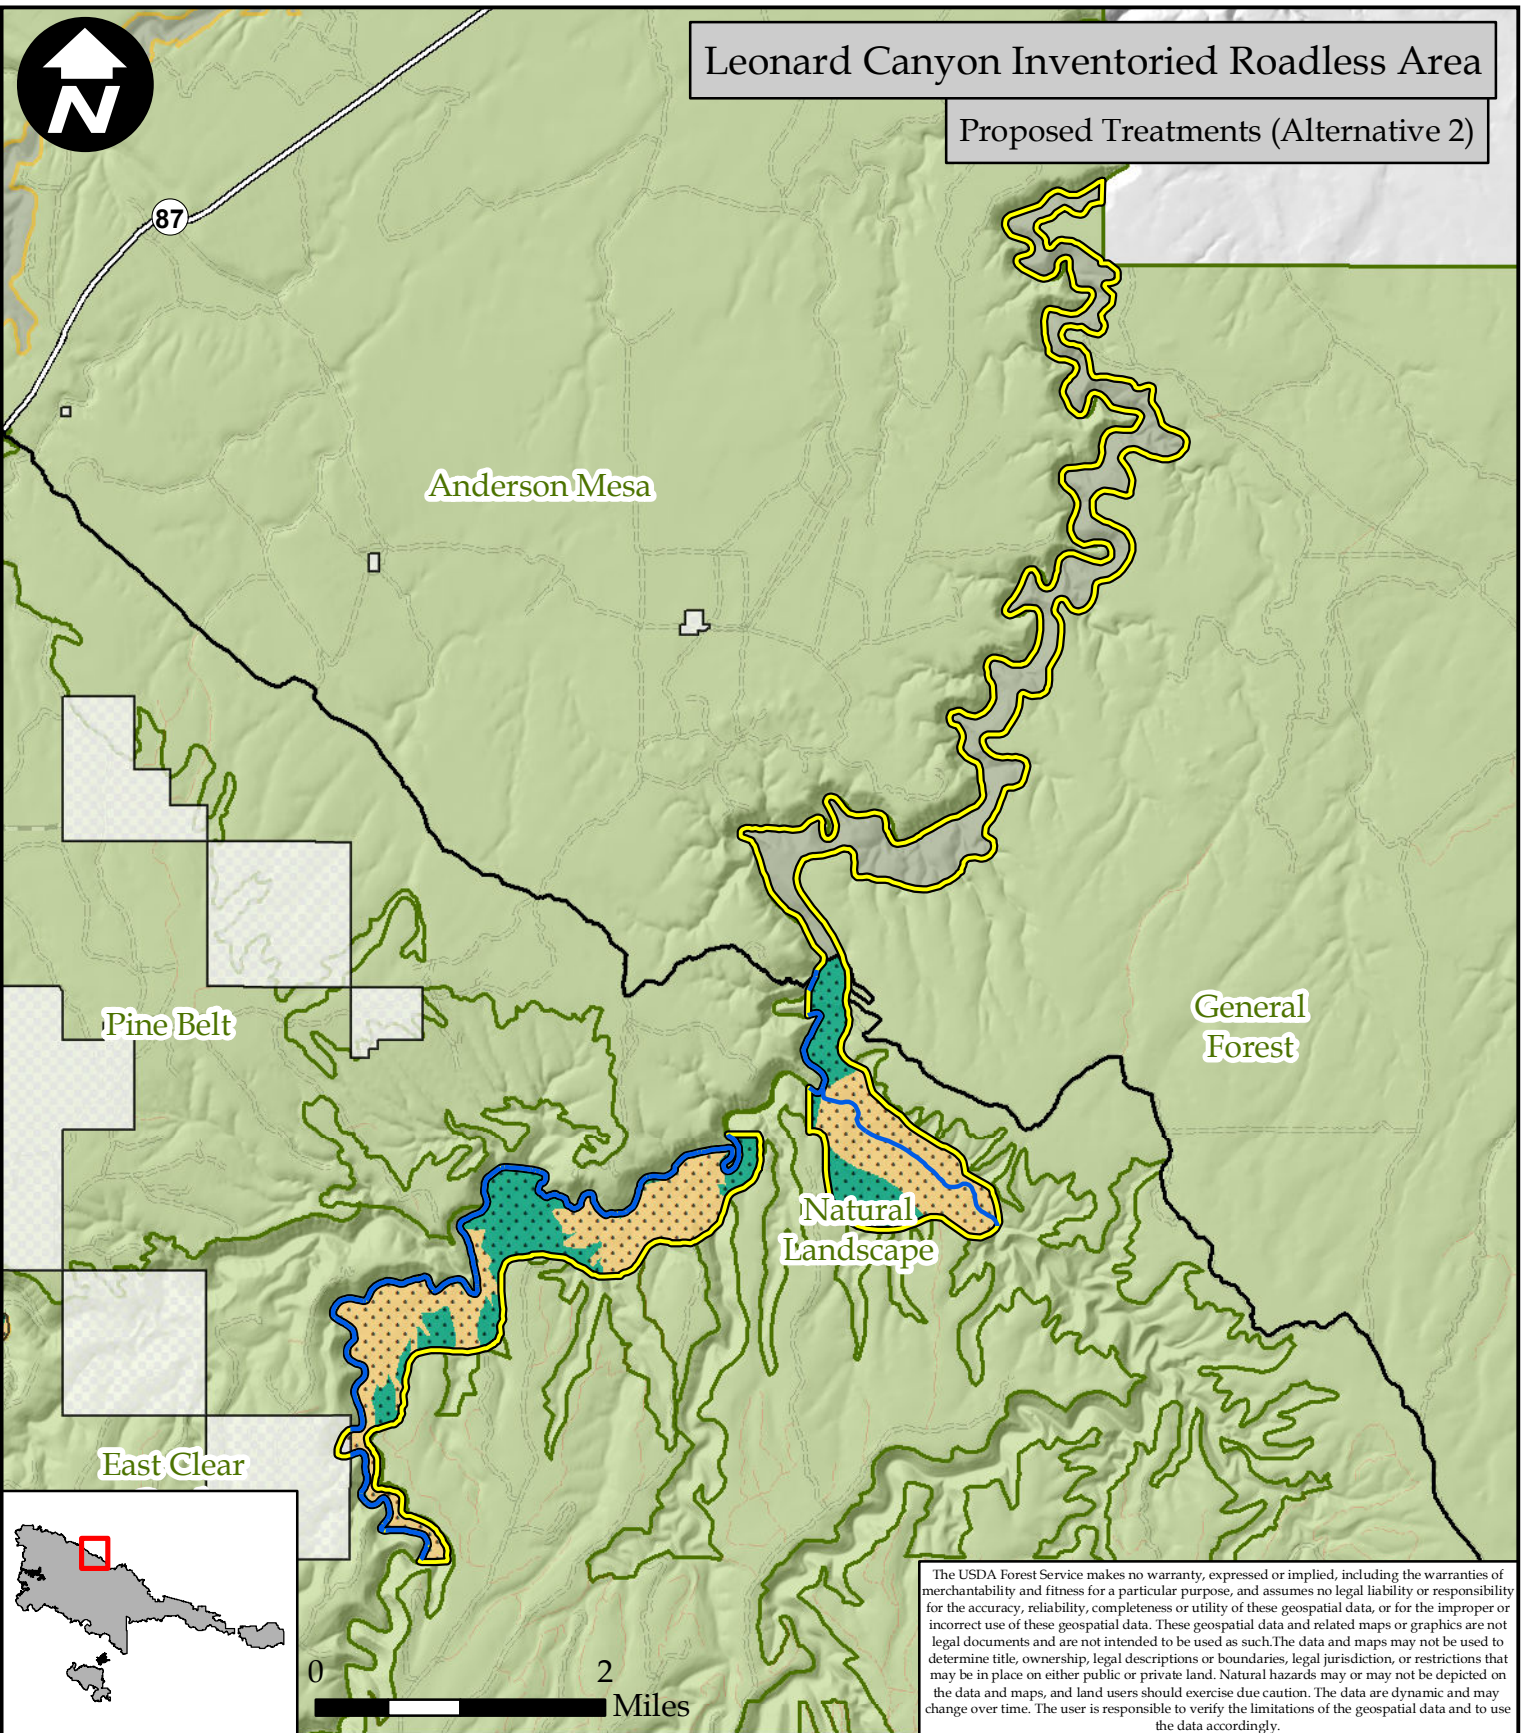 N
Leonard Canyon Inventoried Roadless Area
Proposed Treatments (Alternative 2)
87
Anderson Mesa
Pine Belt
General
Forest
Natural
Landscape
East Clear
0
2
Miles
The USDA Forest Service makes no warranty, expressed or implied, including the warranties of
merchantability and fitness for a particular purpose, and assumes no legal liability or responsibility
for the accuracy, reliability, completeness or utility of these geospatial data, or for the improper or
incorrect use of these geospatial data. These geospatial data and related maps or graphics are not
legal documents and are not intended to be used as such.The data and maps may not be used to
determine title, ownership, legal descriptions or boundaries, legal jurisdiction, or restrictions that
may be in place on either public or private land. Natural hazards may or may not be depicted on
the data and maps, and land users should exercise due caution. The data are dynamic and may
change over time. The user is responsible to verify the limitations of the geospatial data and to use
the data accordingly.